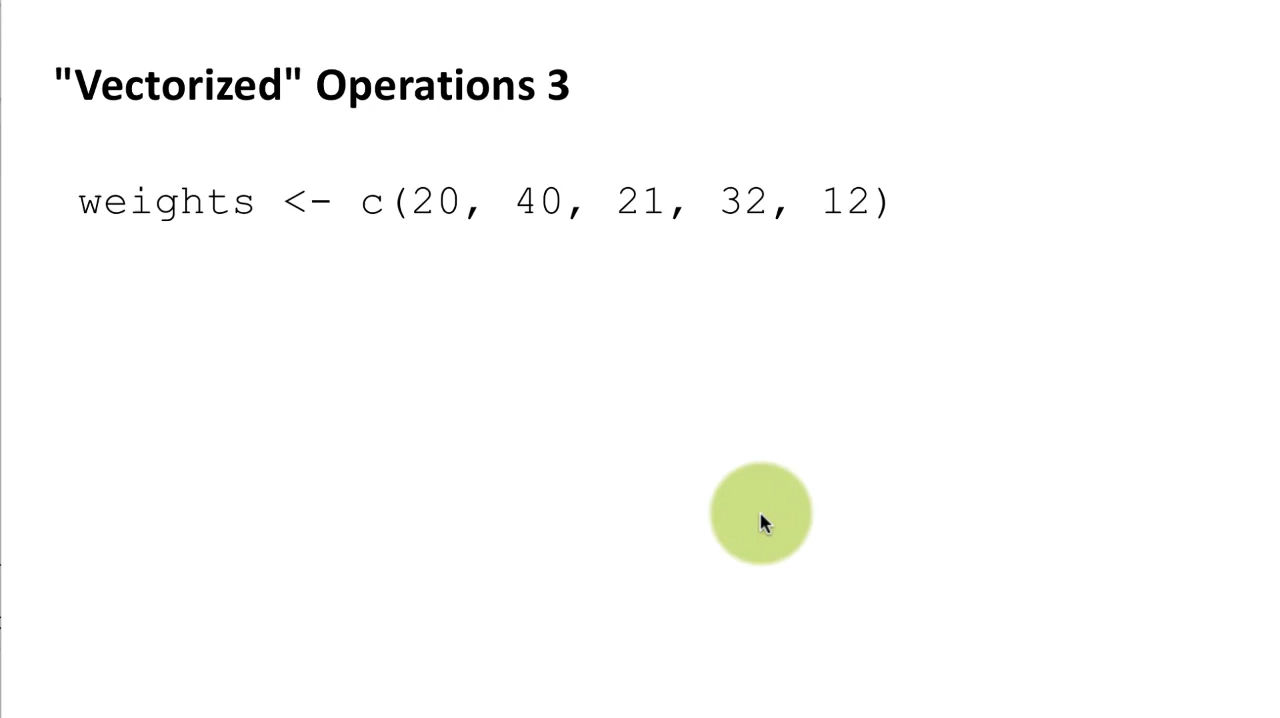 "Vectorized" Operations 3
weights <- c(20, 40, 21, 32, 12)